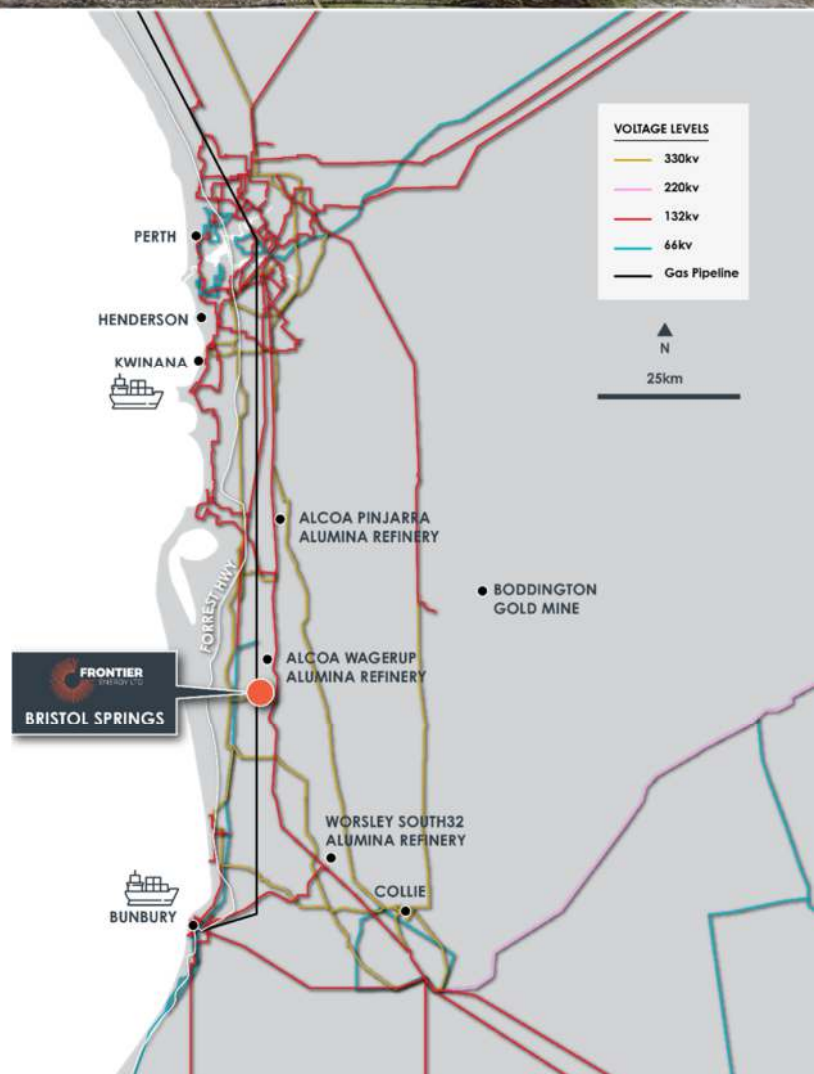 VOLTAGE LEVELS
330kv
220kv
132kv
66kv
Gas Pipeline
N
25km
PERTH
HENDERSON
KWINANA
ALCOA PINJARRA
ALUMINA REFINERY
BODDINGTON
GOLD MINE
FORREST HWY
ALCOA WAGERUP
ALUMINA REFINERY
FRONTIER
ENERGY LTD
BRISTOL SPRINGS
WORSLEY SOUTH32
ALUMINA REFINERY
COLLIE
BUNBURY